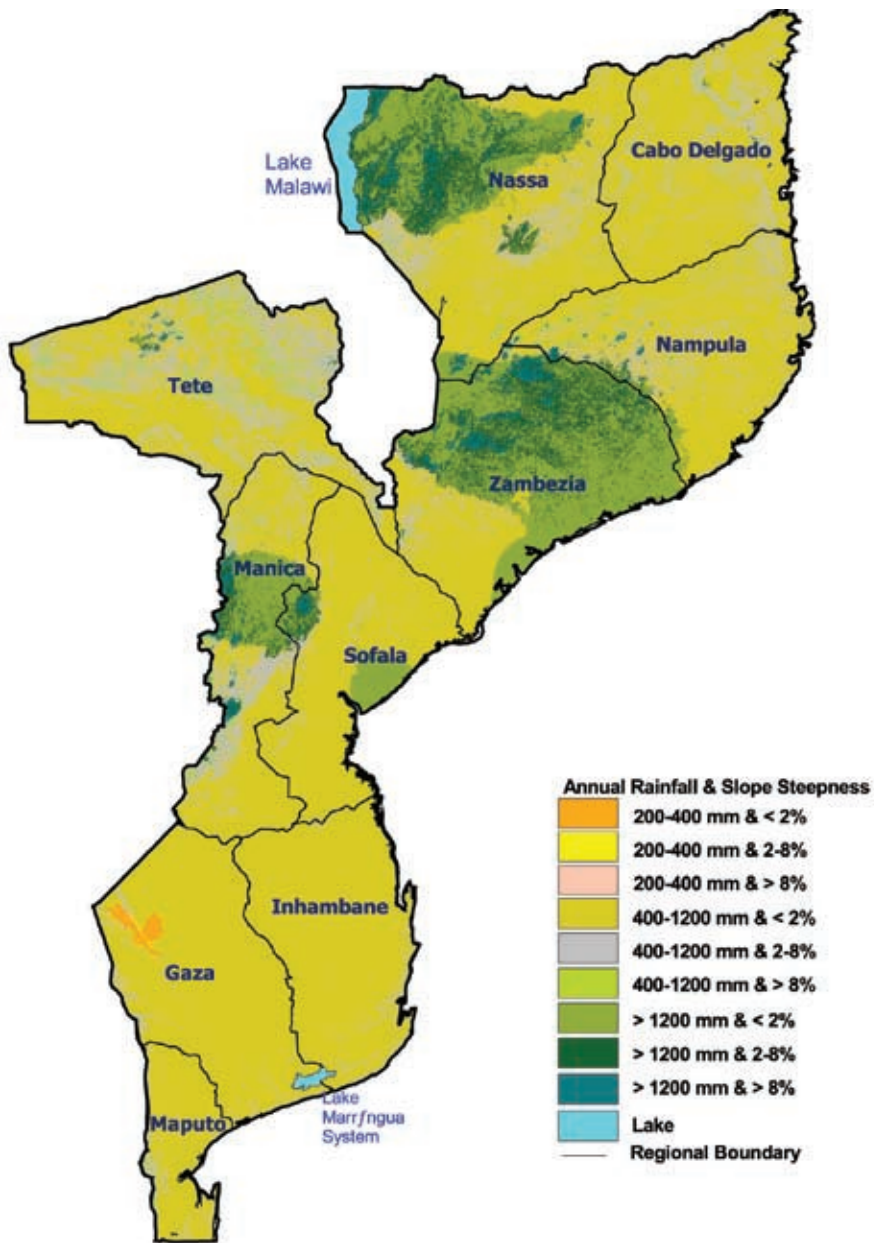 Cabo Delgado
Lake
Malawi
Nassa
Nampula
Tete
Zambezia
Manica
Sofala
Inhambane
Gaza
Lake
Marrƒngua
System
Maputo
Annual Rainfall & Slope Steepness
200-400 mm & < 2%
200-400 mm & 2-8%
200-400 mm & > 8%
400-1200 mm & < 2%
400-1200 mm & 2-8%
400-1200 mm & > 8%
> 1200 mm & < 2%
> 1200 mm & 2-8%
> 1200 mm & > 8%
Lake
Regional Boundary